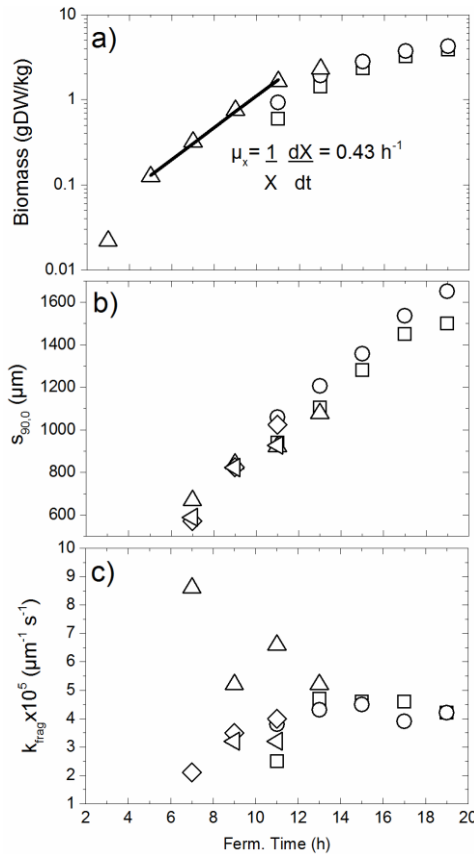 a)
Biomass (gDW/kg)
10
1
0.1
0.01
μₓ = 1 dX = 0.43 h⁻¹
X dt
b)
s₉₀,₀ (μm)
1600
1400
1200
1000
800
600
c)
k_frag x10⁵ (μm⁻¹ s⁻¹)
10
9
8
7
6
5
4
3
2
1
2 4 6 8 10 12 14 16 18 20
Ferm. Time (h)